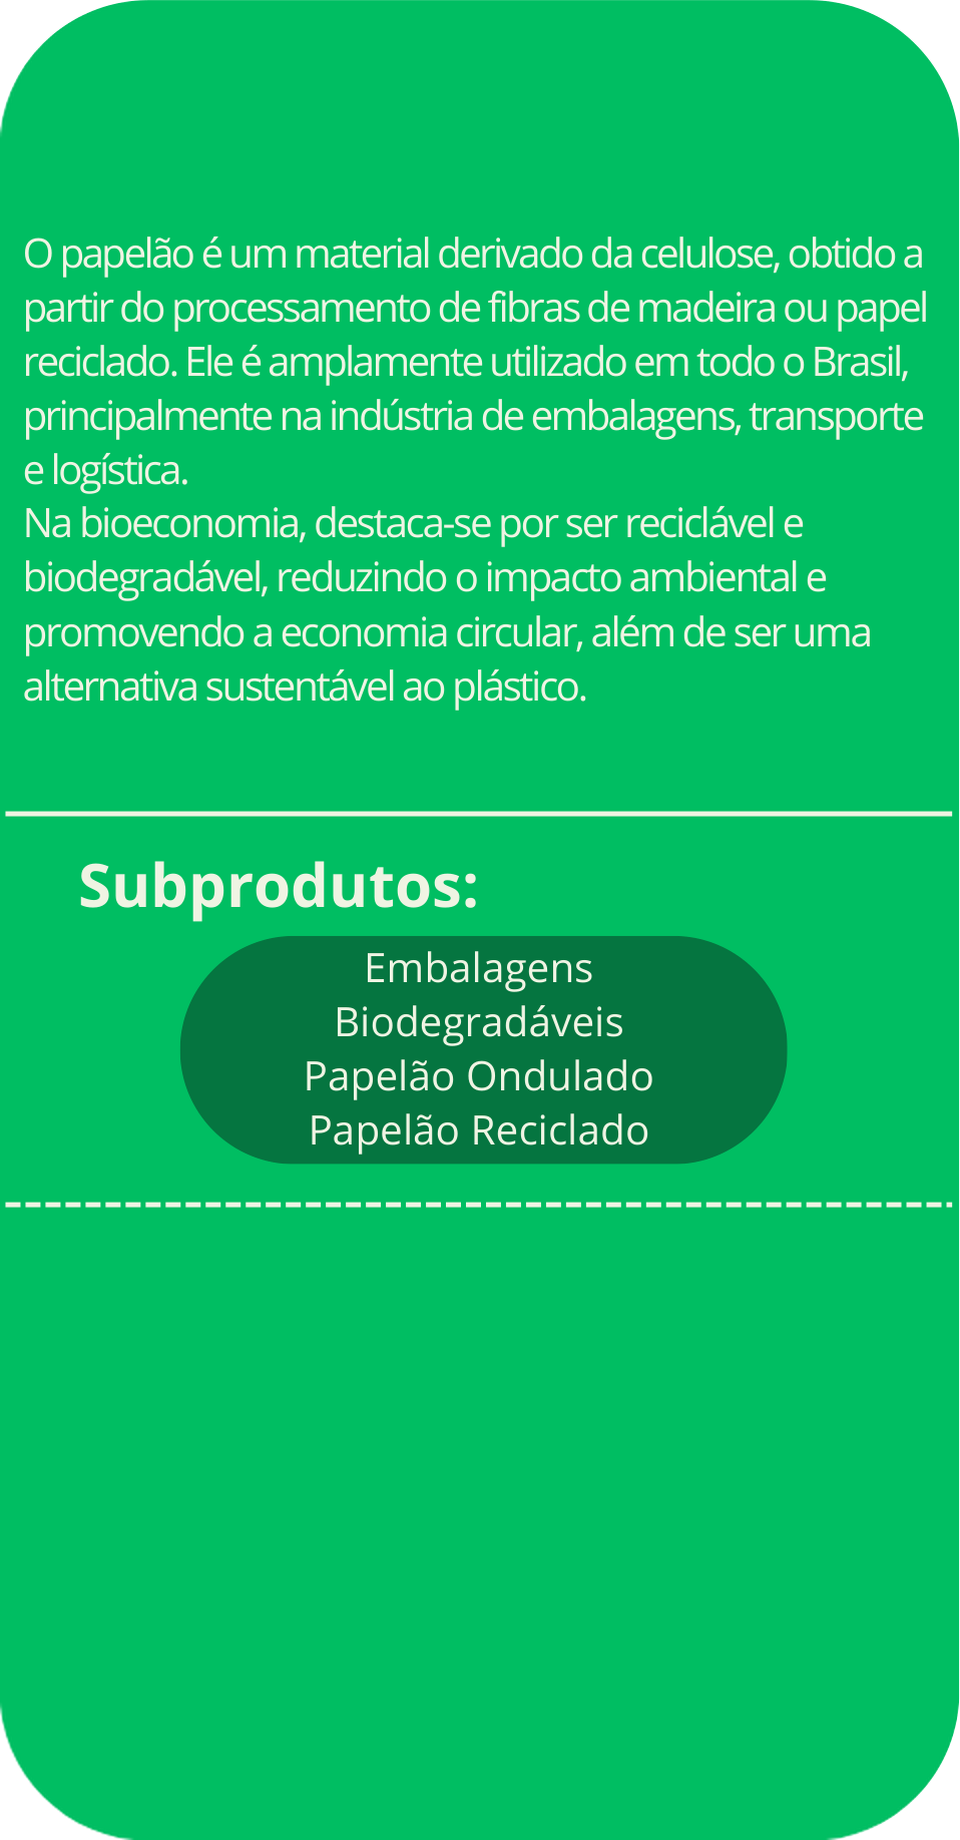 O papelão é um material derivado da celulose, obtido a
partir do processamento de fibras de madeira ou papel
reciclado. Ele é amplamente utilizado em todo o Brasil,
principalmente na indústria de embalagens, transporte
e logística.
Na bioeconomia, destaca-se por ser reciclável e
biodegradável, reduzindo o impacto ambiental e
promovendo a economia circular, além de ser uma
alternativa sustentável ao plástico.
Subprodutos:
Embalagens
Biodegradáveis
Papelão Ondulado
Papelão Reciclado